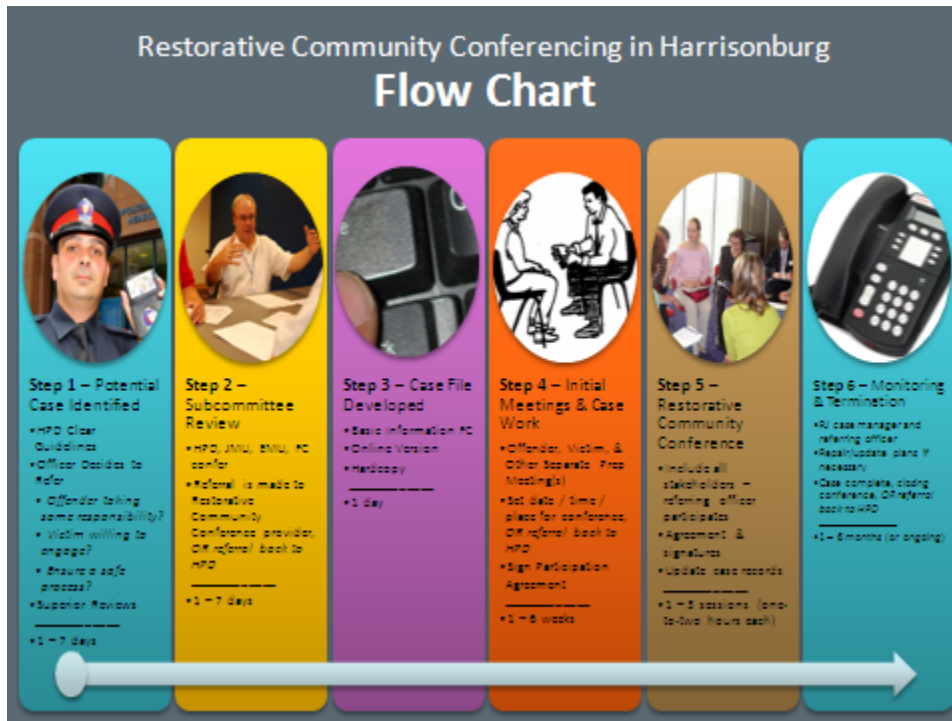 Restorative Community Conferencing in Harrisonburg
Flow Chart
Step 1 – Potential
Case Identified
•HPD Clear
Guidelines
•Officer Decides to
Refer
• Offender taking
some responsibility?
• Victim willing to
engage?
• Ensure a safe
process?
•Superior Reviews
•1 – 7 days
Step 2 –
Subcommittee
Review
•HPD, JMU, EMU, FC
confer
•Referral is made to
Restorative
Community
Conference provider,
OR referral back to
HPD
•1 – 7 days
Step 3 – Case File
Developed
•Basic Information FC
•Online Version
•Hardcopy
•1 day
Step 4 – Initial
Meetings & Case
Work
•Offender, Victim, &
Other Separate Prep
Meeting(s)
•Set date / time /
place for conference,
OR referral back to
HPD
•Sign Participation
Agreement
•1 – 6 weeks
Step 5 –
Restorative
Community
Conference
•Include all
stakeholders –
referring officer
participates
•Agreement &
signatures
•Update case records
•1 – 3 sessions (one-
to-two hours each)
Step 6 – Monitoring
& Termination
•RJ case manager and
referring officer
•Repair/update plans if
necessary
•Case complete, closing
conference, OR referral
back to HPD
•1 – 6 months (or ongoing)